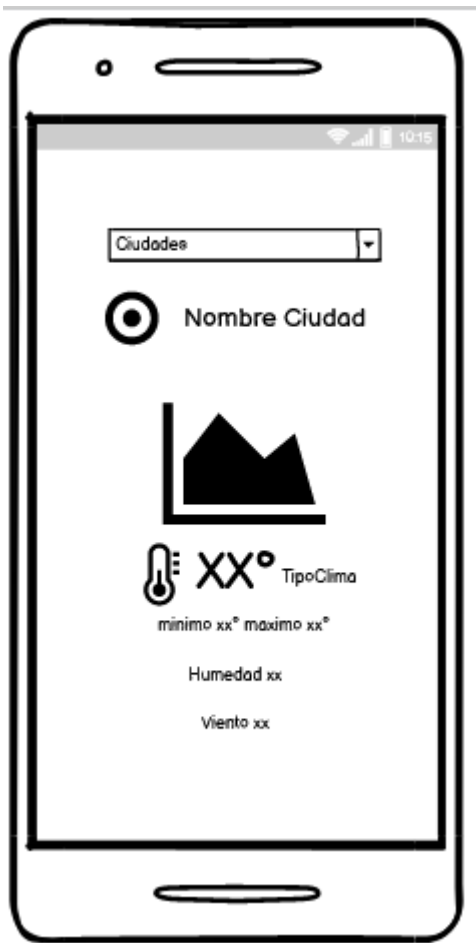 10:15
Ciudades
Nombre Ciudad
XX° TipoClima
minimo xx° maximo xx°
Humedad xx
Viento xx